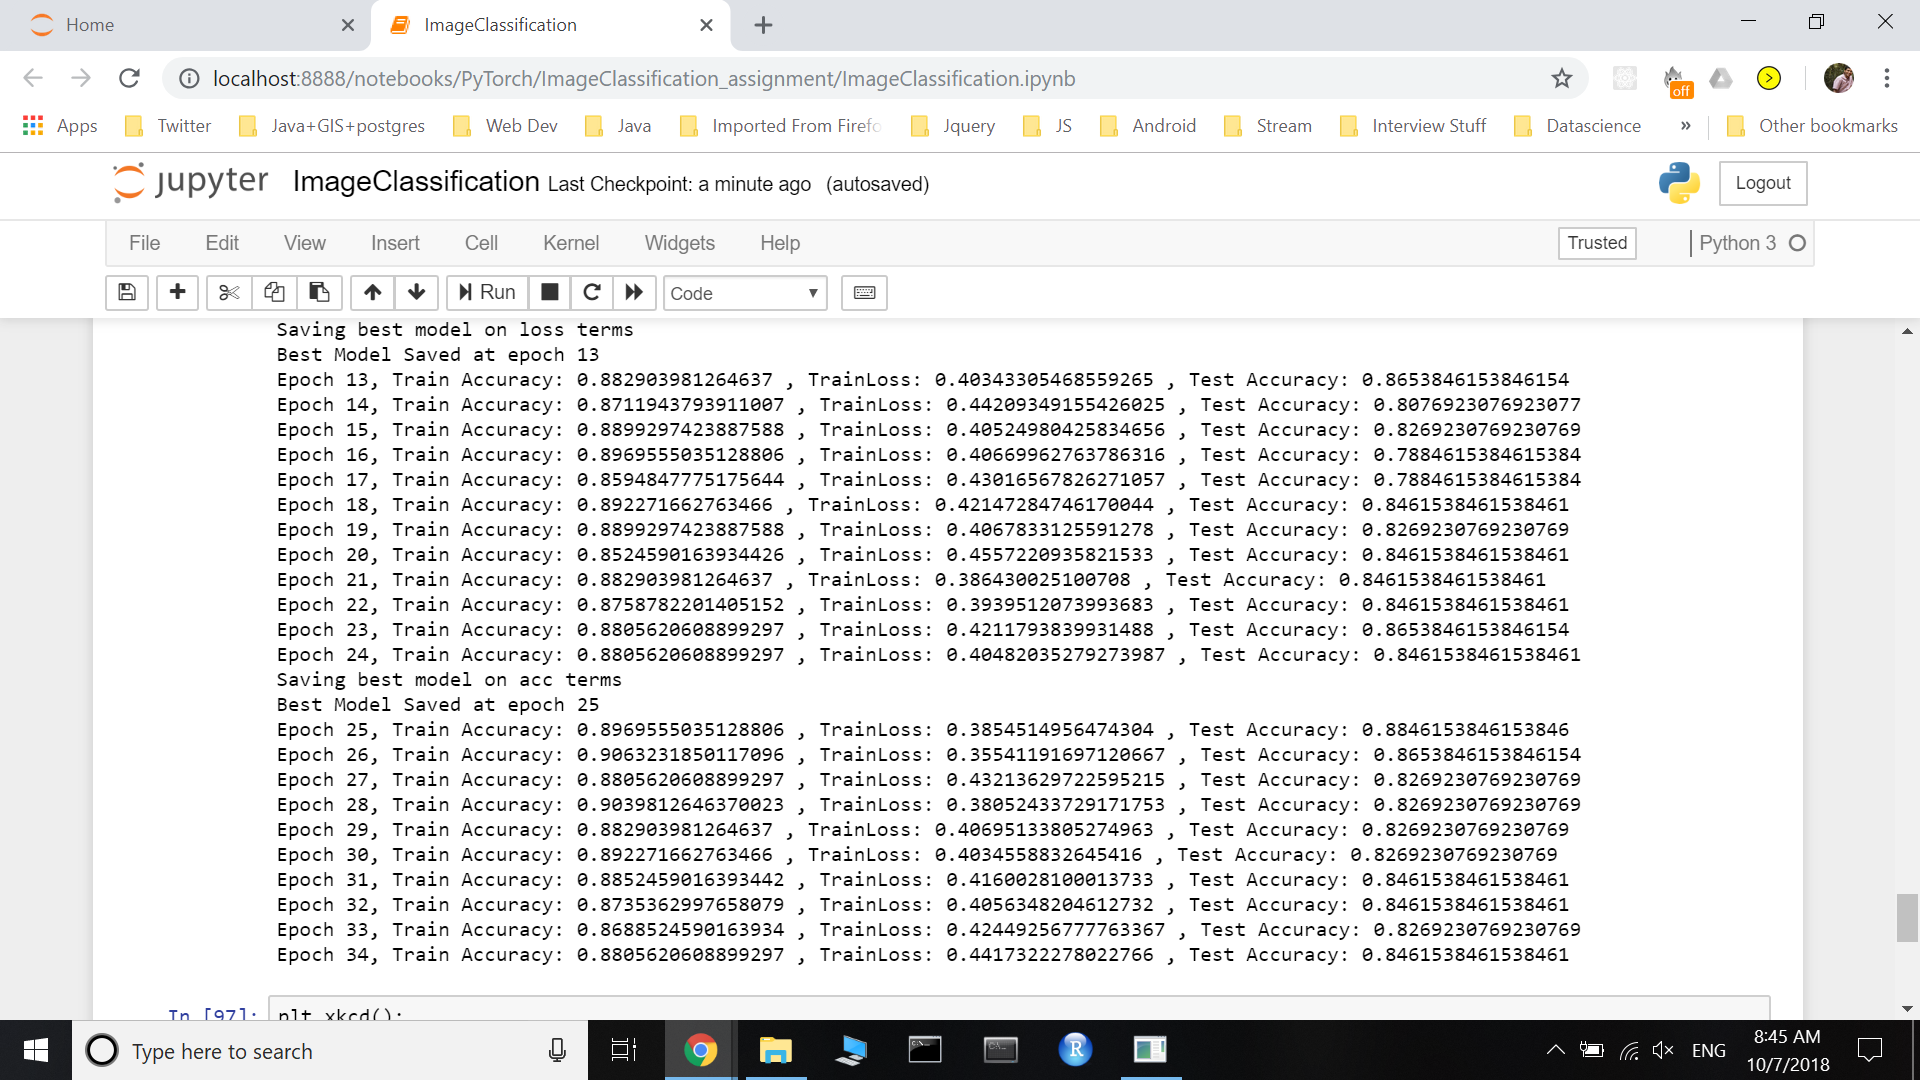 Home
ImageClassification
localhost:8888/notebooks/PyTorch/ImageClassification_assignment/ImageClassification.ipynb
off
Apps Twitter Java+GIS+postgres Web Dev Java Imported From Firefo Jquery JS Android Stream Interview Stuff Datascience » Other bookmarks
jupyter ImageClassification Last Checkpoint: a minute ago (autosaved) Logout
File Edit View Insert Cell Kernel Widgets Help Trusted Python 3
Run Code
Saving best model on loss terms
Best Model Saved at epoch 13
Epoch 13, Train Accuracy: 0.882903981264637 , TrainLoss: 0.40343305468559265 , Test Accuracy: 0.8653846153846154
Epoch 14, Train Accuracy: 0.8711943793911007 , TrainLoss: 0.44209349155426025 , Test Accuracy: 0.8076923076923077
Epoch 15, Train Accuracy: 0.8899297423887588 , TrainLoss: 0.40524980425834656 , Test Accuracy: 0.8269230769230769
Epoch 16, Train Accuracy: 0.8969555035128806 , TrainLoss: 0.40669962763786316 , Test Accuracy: 0.7884615384615384
Epoch 17, Train Accuracy: 0.8594847775175644 , TrainLoss: 0.43016567826271057 , Test Accuracy: 0.7884615384615384
Epoch 18, Train Accuracy: 0.892271662763466 , TrainLoss: 0.42147284746170044 , Test Accuracy: 0.8461538461538461
Epoch 19, Train Accuracy: 0.8899297423887588 , TrainLoss: 0.4067833125591278 , Test Accuracy: 0.8269230769230769
Epoch 20, Train Accuracy: 0.8524590163934426 , TrainLoss: 0.4557220935821533 , Test Accuracy: 0.8461538461538461
Epoch 21, Train Accuracy: 0.882903981264637 , TrainLoss: 0.386430025100708 , Test Accuracy: 0.8461538461538461
Epoch 22, Train Accuracy: 0.8758782201405152 , TrainLoss: 0.3939512073993683 , Test Accuracy: 0.8461538461538461
Epoch 23, Train Accuracy: 0.8805620608899297 , TrainLoss: 0.4211793839931488 , Test Accuracy: 0.8653846153846154
Epoch 24, Train Accuracy: 0.8805620608899297 , TrainLoss: 0.40482035279273987 , Test Accuracy: 0.8461538461538461
Saving best model on acc terms
Best Model Saved at epoch 25
Epoch 25, Train Accuracy: 0.8969555035128806 , TrainLoss: 0.3854514956474304 , Test Accuracy: 0.8846153846153846
Epoch 26, Train Accuracy: 0.9063231850117096 , TrainLoss: 0.35541191697120667 , Test Accuracy: 0.8653846153846154
Epoch 27, Train Accuracy: 0.8805620608899297 , TrainLoss: 0.43213629722595215 , Test Accuracy: 0.8269230769230769
Epoch 28, Train Accuracy: 0.9039812646370023 , TrainLoss: 0.38052433729171753 , Test Accuracy: 0.8269230769230769
Epoch 29, Train Accuracy: 0.882903981264637 , TrainLoss: 0.40695133805274963 , Test Accuracy: 0.8269230769230769
Epoch 30, Train Accuracy: 0.892271662763466 , TrainLoss: 0.4034558832645416 , Test Accuracy: 0.8269230769230769
Epoch 31, Train Accuracy: 0.8852459016393442 , TrainLoss: 0.4160028100013733 , Test Accuracy: 0.8461538461538461
Epoch 32, Train Accuracy: 0.8735362997658079 , TrainLoss: 0.4056348204612732 , Test Accuracy: 0.8461538461538461
Epoch 33, Train Accuracy: 0.8688524590163934 , TrainLoss: 0.42449256777763367 , Test Accuracy: 0.8269230769230769
Epoch 34, Train Accuracy: 0.8805620608899297 , TrainLoss: 0.4417322278022766 , Test Accuracy: 0.8461538461538461
In [97]: plt.xkcd();
Type here to search
R
ENG
8:45 AM
10/7/2018